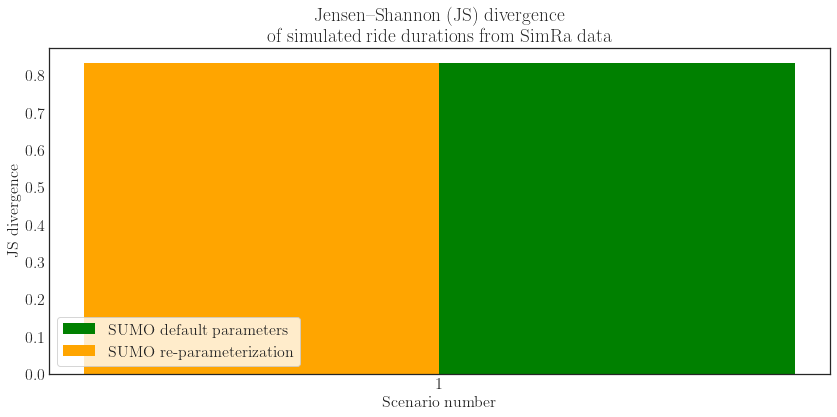 Jensen–Shannon (JS) divergence
of simulated ride durations from SimRa data
JS divergence
0.8
0.7
0.6
0.5
0.4
0.3
0.2
0.1
0.0
SUMO default parameters
SUMO re-parameterization
1
Scenario number